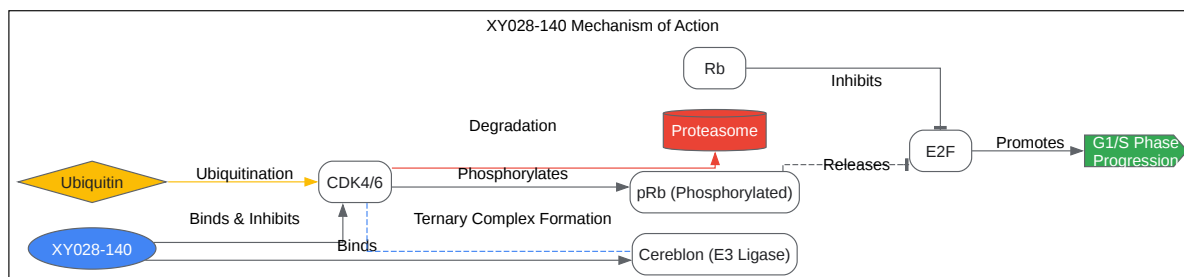 XY028-140 Mechanism of Action
Rb
Inhibits
Degradation
Proteasome
E2F
Promotes
G1/S Phase
Progression
Ubiquitin
Ubiquitination
CDK4/6
Phosphorylates
pRb (Phosphorylated)
Releases
Binds & Inhibits
Ternary Complex Formation
XY028-140
Binds
Cereblon (E3 Ligase)